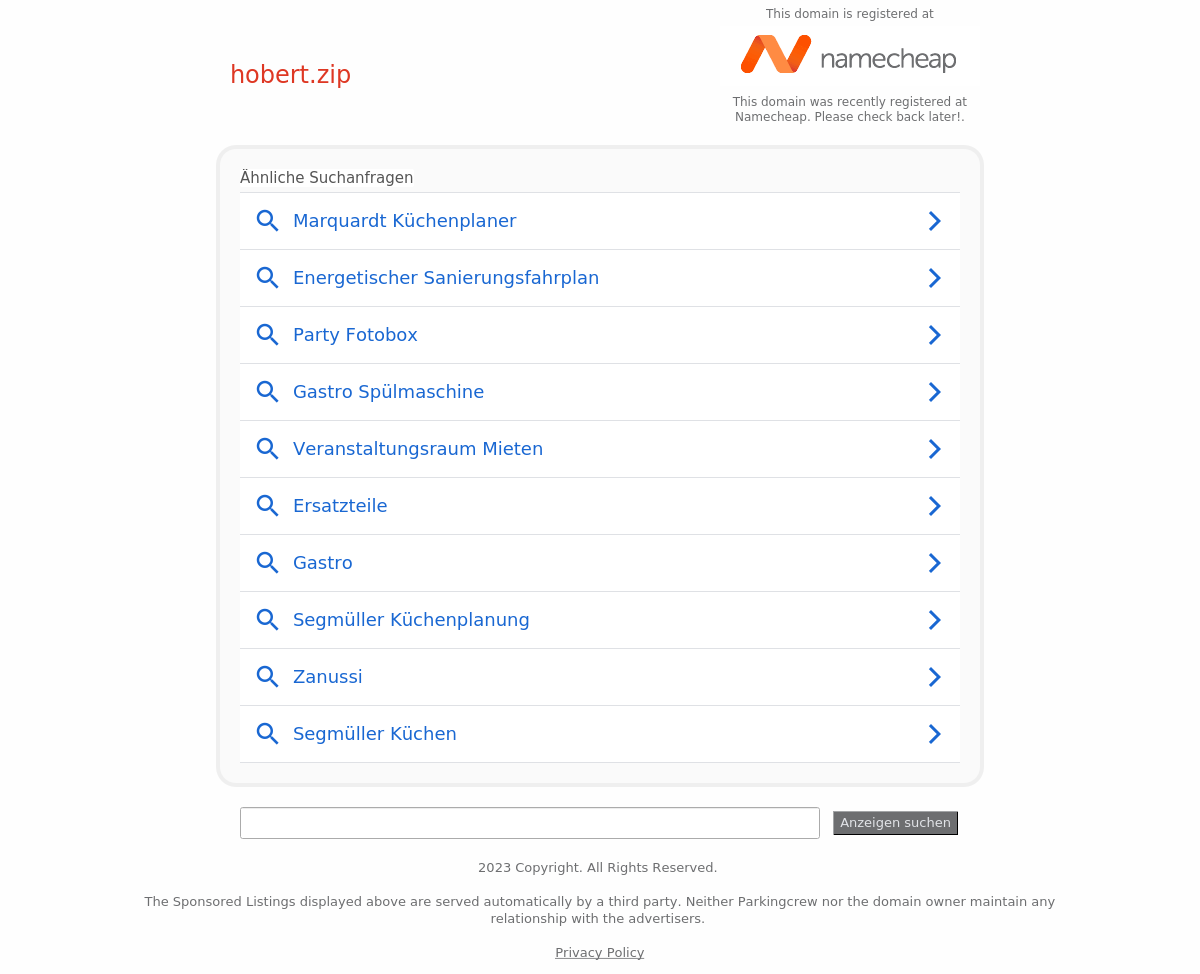 This domain is registered at
namecheap
hobert.zip
This domain was recently registered at
Namecheap. Please check back later!.
Ähnliche Suchanfragen
Marquardt Küchenplaner
Energetischer Sanierungsfahrplan
Party Fotobox
Gastro Spülmaschine
Veranstaltungsraum Mieten
Ersatzteile
Gastro
Segmüller Küchenplanung
Zanussi
Segmüller Küchen
Anzeigen suchen
2023 Copyright. All Rights Reserved.
The Sponsored Listings displayed above are served automatically by a third party. Neither Parkingcrew nor the domain owner maintain any
relationship with the advertisers.
Privacy Policy